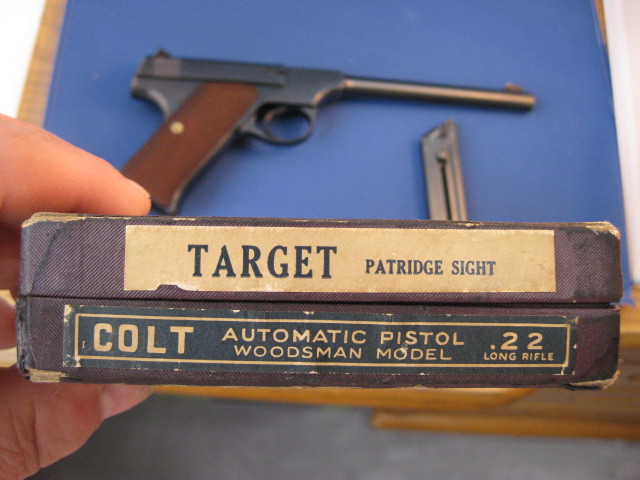 TARGET PATRIDGE SIGHT
COLT AUTOMATIC PISTOL .22
WOODSMAN MODEL LONG RIFLE